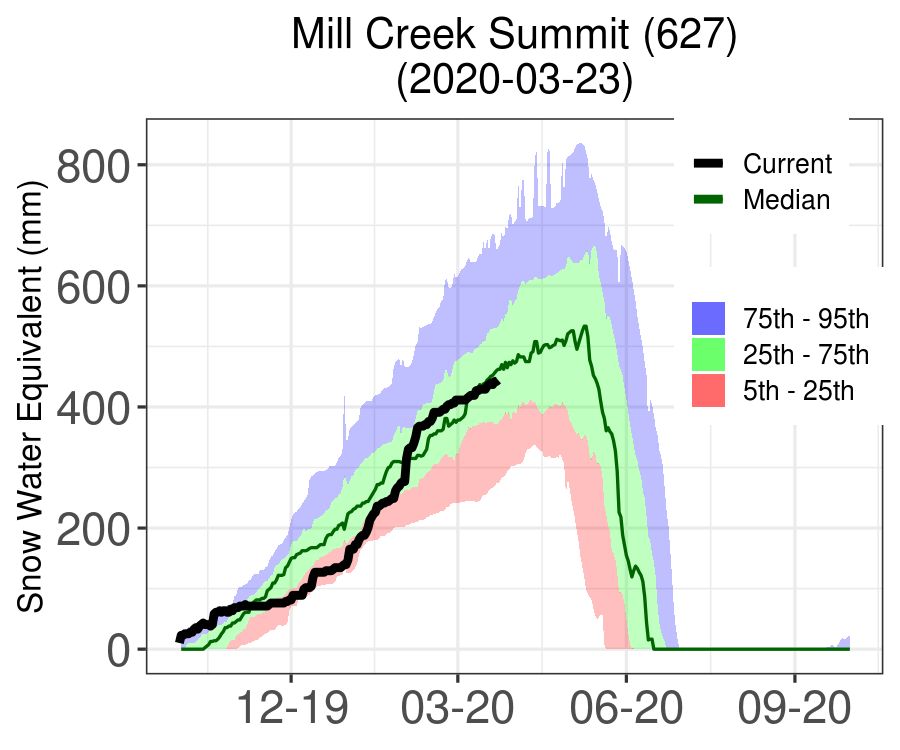 Mill Creek Summit (627)
(2020-03-23)
Snow Water Equivalent (mm)
800
600
400
200
0
12-19
03-20
06-20
09-20
Current
Median
75th - 95th
25th - 75th
5th - 25th